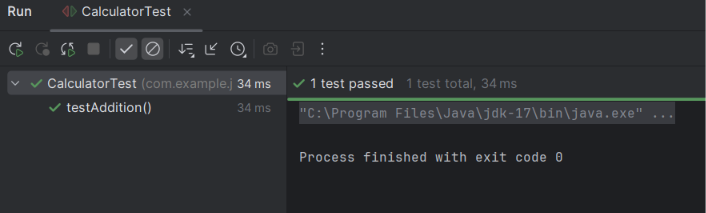 Run CalculatorTest
CalculatorTest (com.example.j 34 ms
testAddition() 34 ms
1 test passed 1 test total, 34 ms
"C:\Program Files\Java\jdk-17\bin\java.exe" ...
Process finished with exit code 0